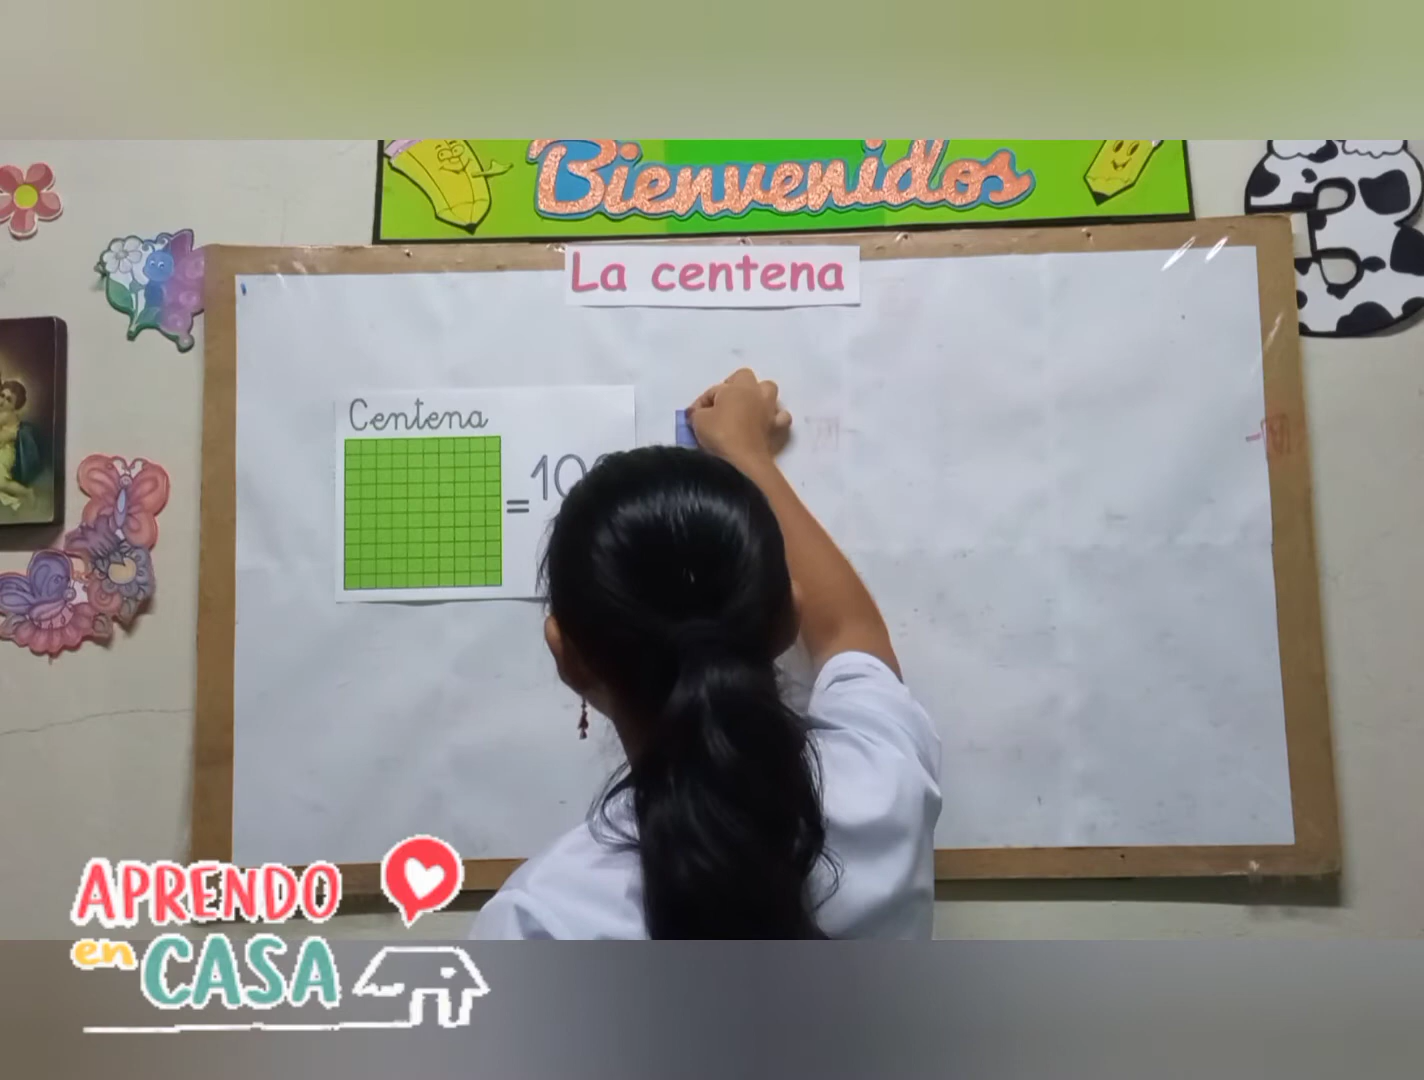 Bienvenidos
La centena
Centena
=
APRENDO
en CASA